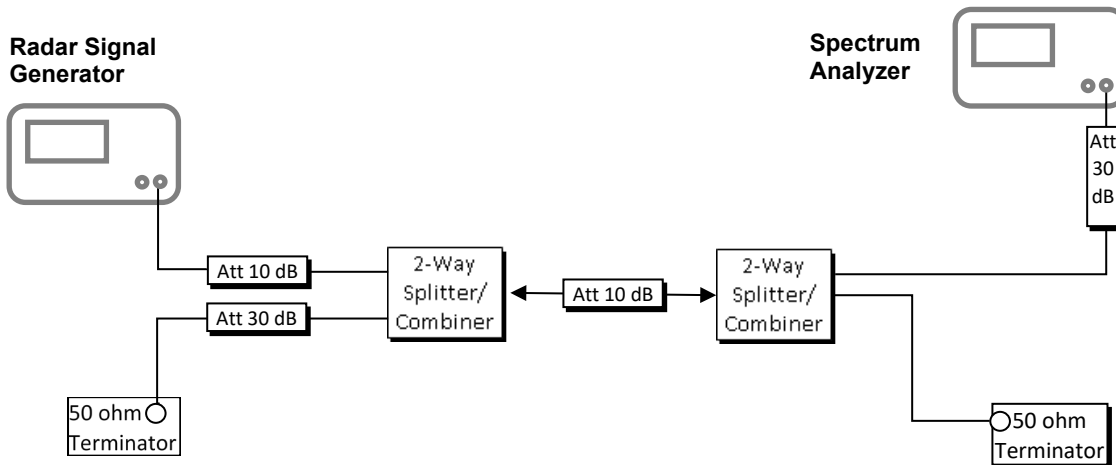 Radar Signal
Generator
Spectrum
Analyzer
Att
30
dB
Att 10 dB
Att 30 dB
2-Way
Splitter/
Combiner
Att 10 dB
2-Way
Splitter/
Combiner
50 ohm
Terminator
50 ohm
Terminator